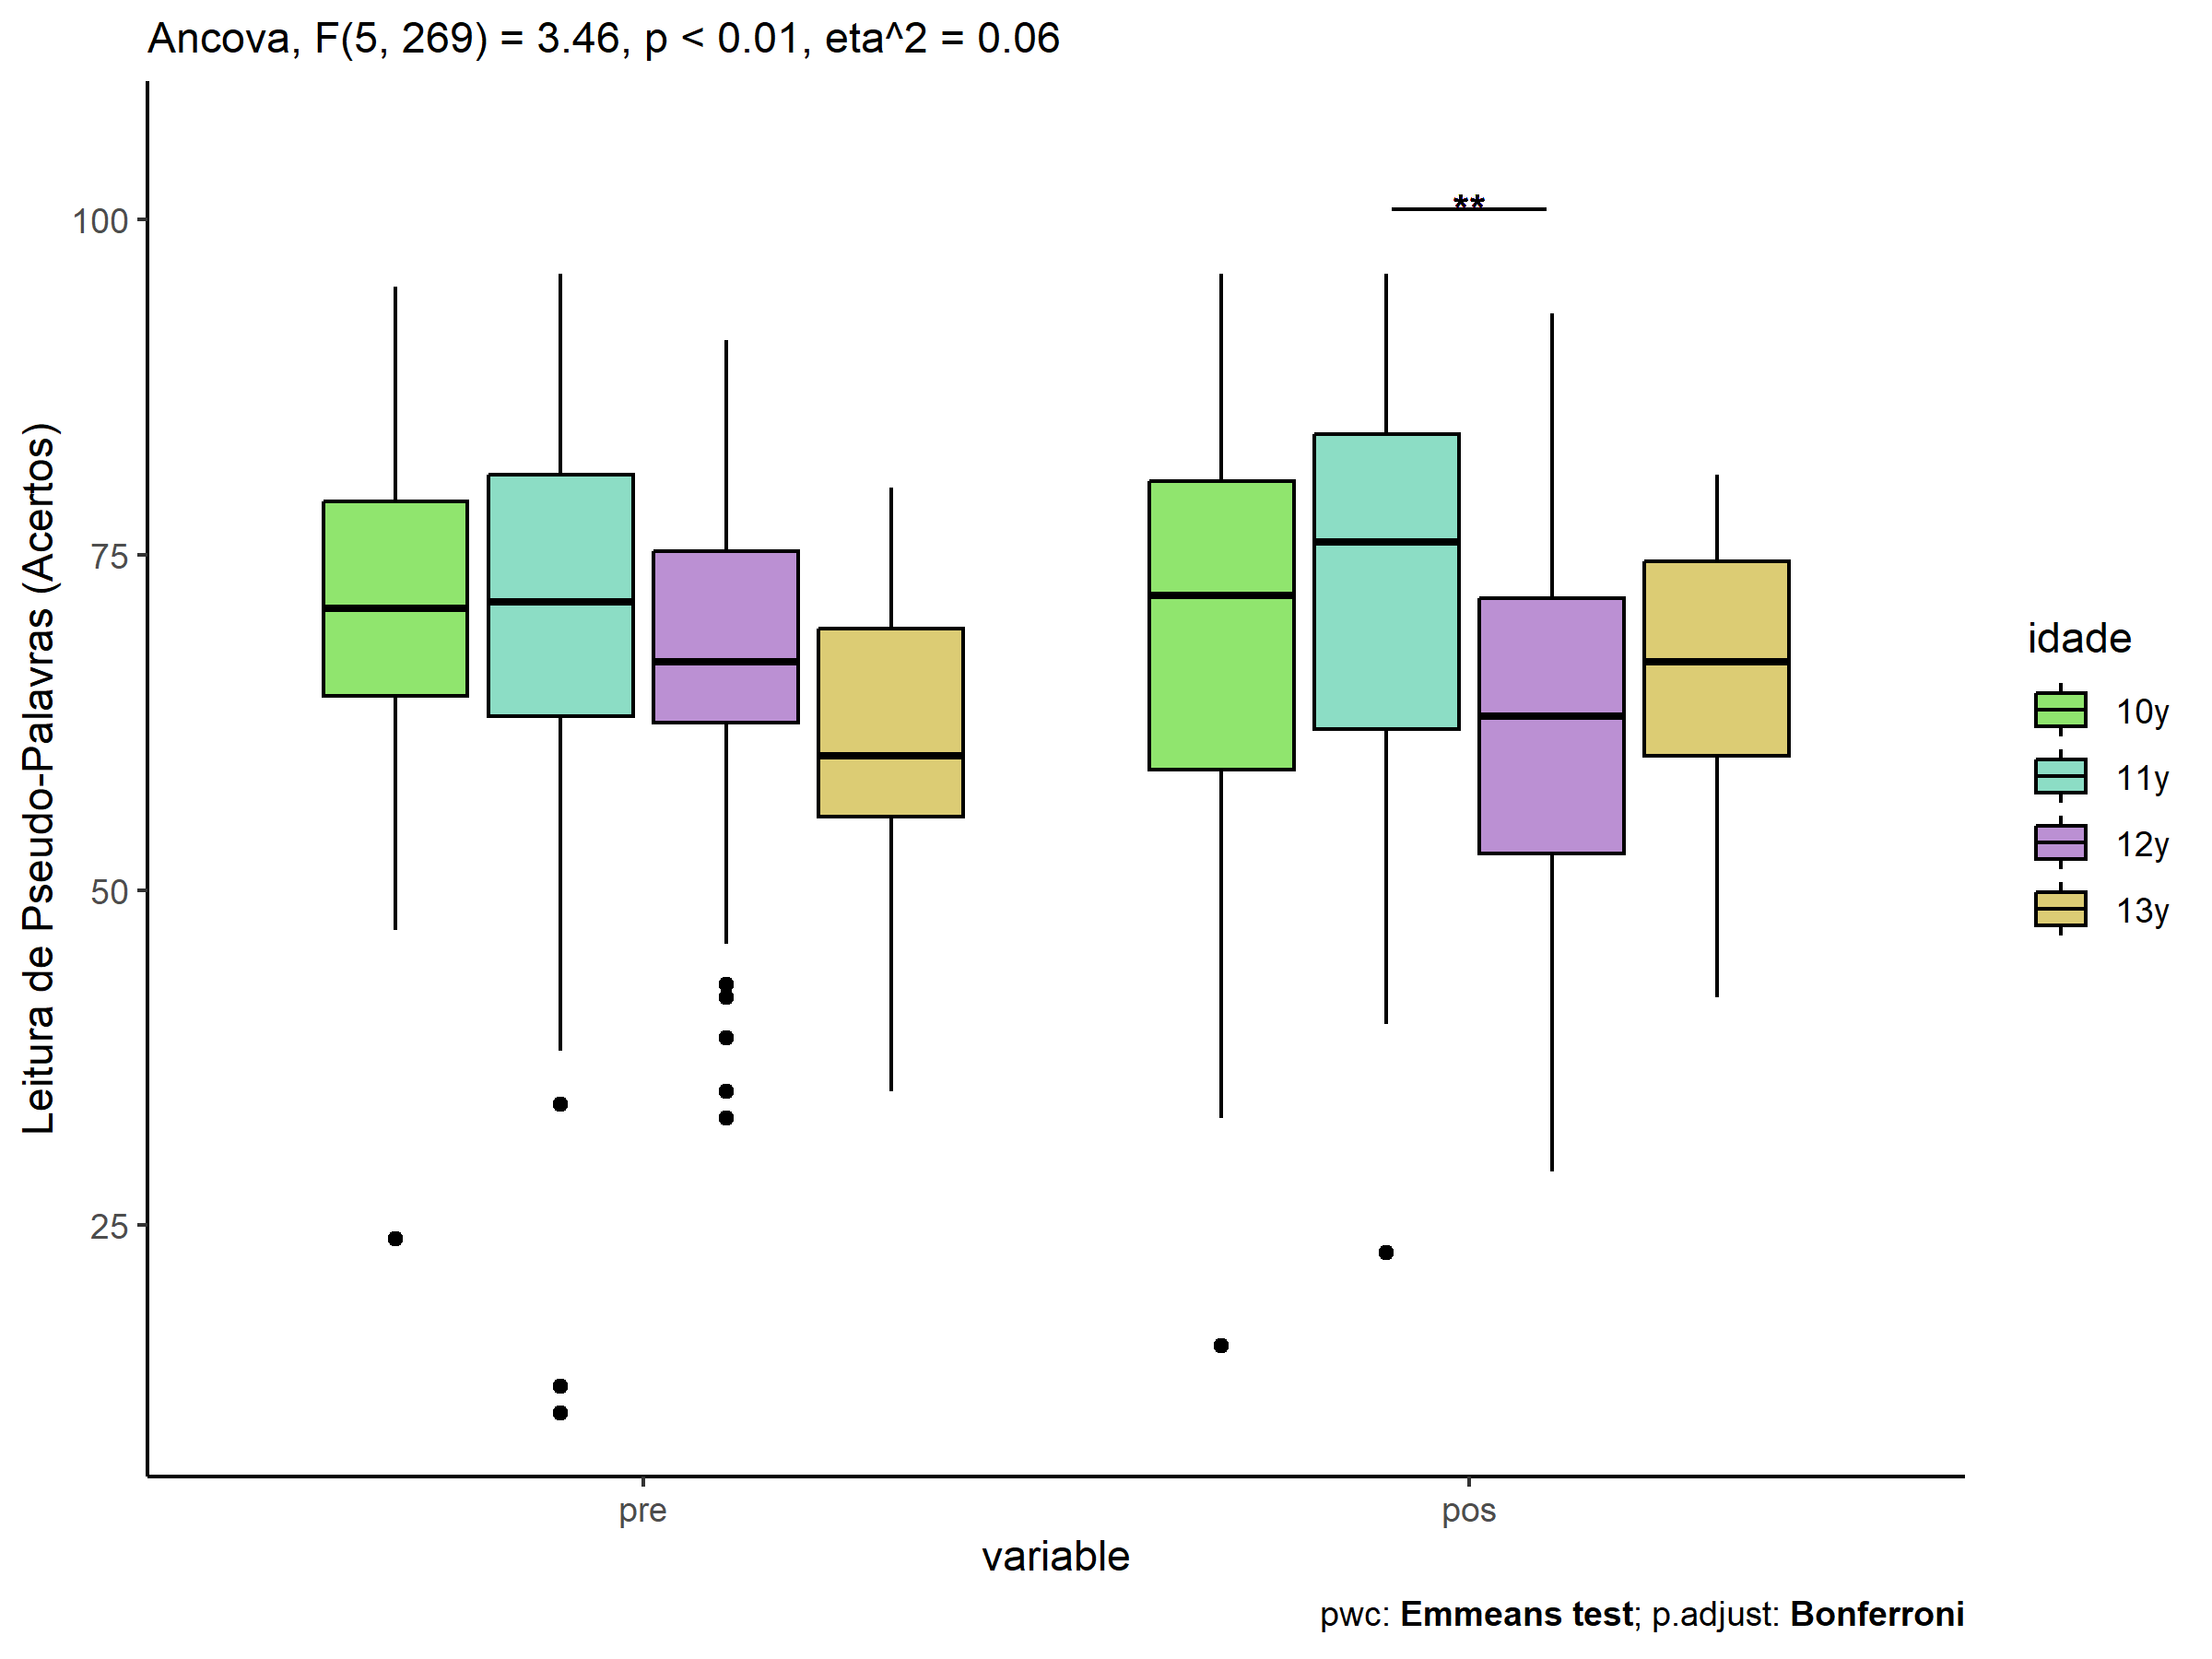 Ancova, F(5, 269) = 3.46, p < 0.01, eta^2 = 0.06
Leitura de Pseudo-Palavras (Acertos)
100
75
50
25
**
pre
pos
variable
idade
10y
11y
12y
13y
pwc: Emmeans test; p.adjust: Bonferroni